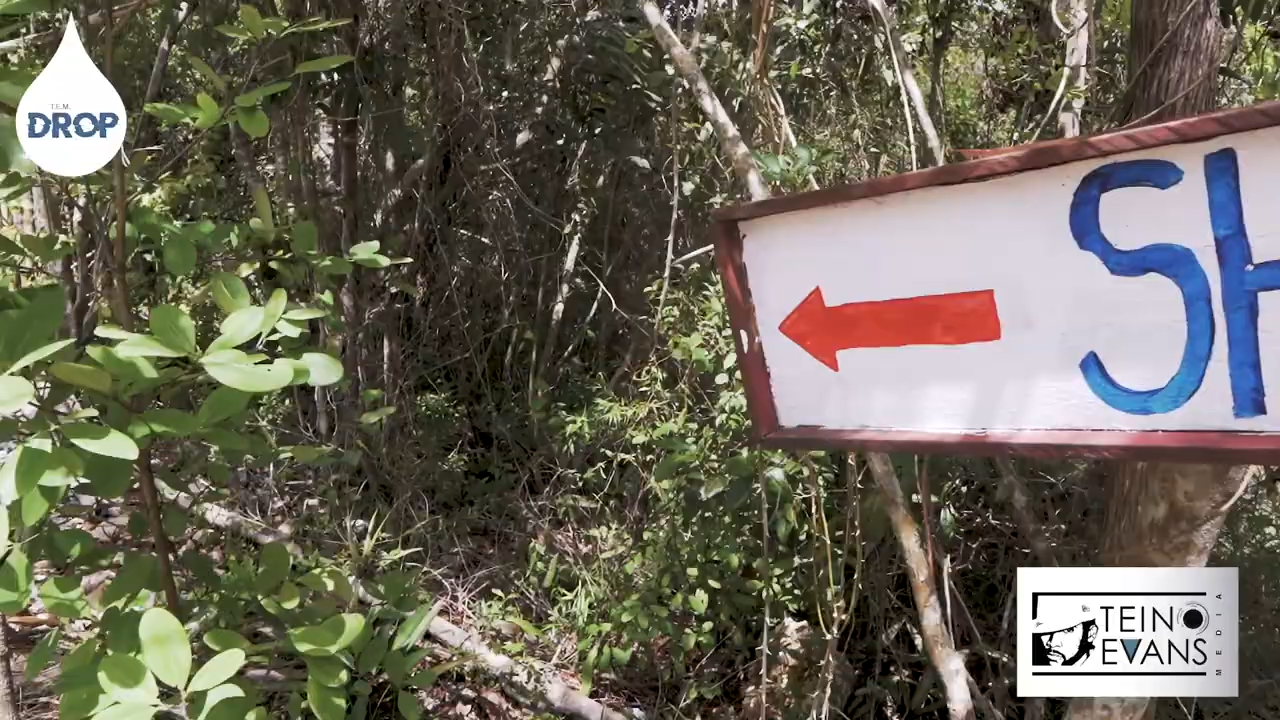 T.E.M.
DROP
SH
TEINO
EVANS
MEDIA